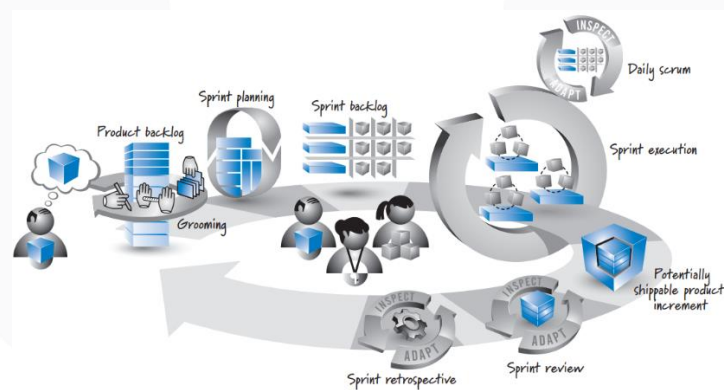 INSPECT
ADAPT
Daily scrum
Sprint planning
Sprint backlog
Product backlog
Sprint execution
Grooming
Potentially
shippable product
increment
INSPECT
ADAPT
Sprint review
INSPECT
ADAPT
Sprint retrospective